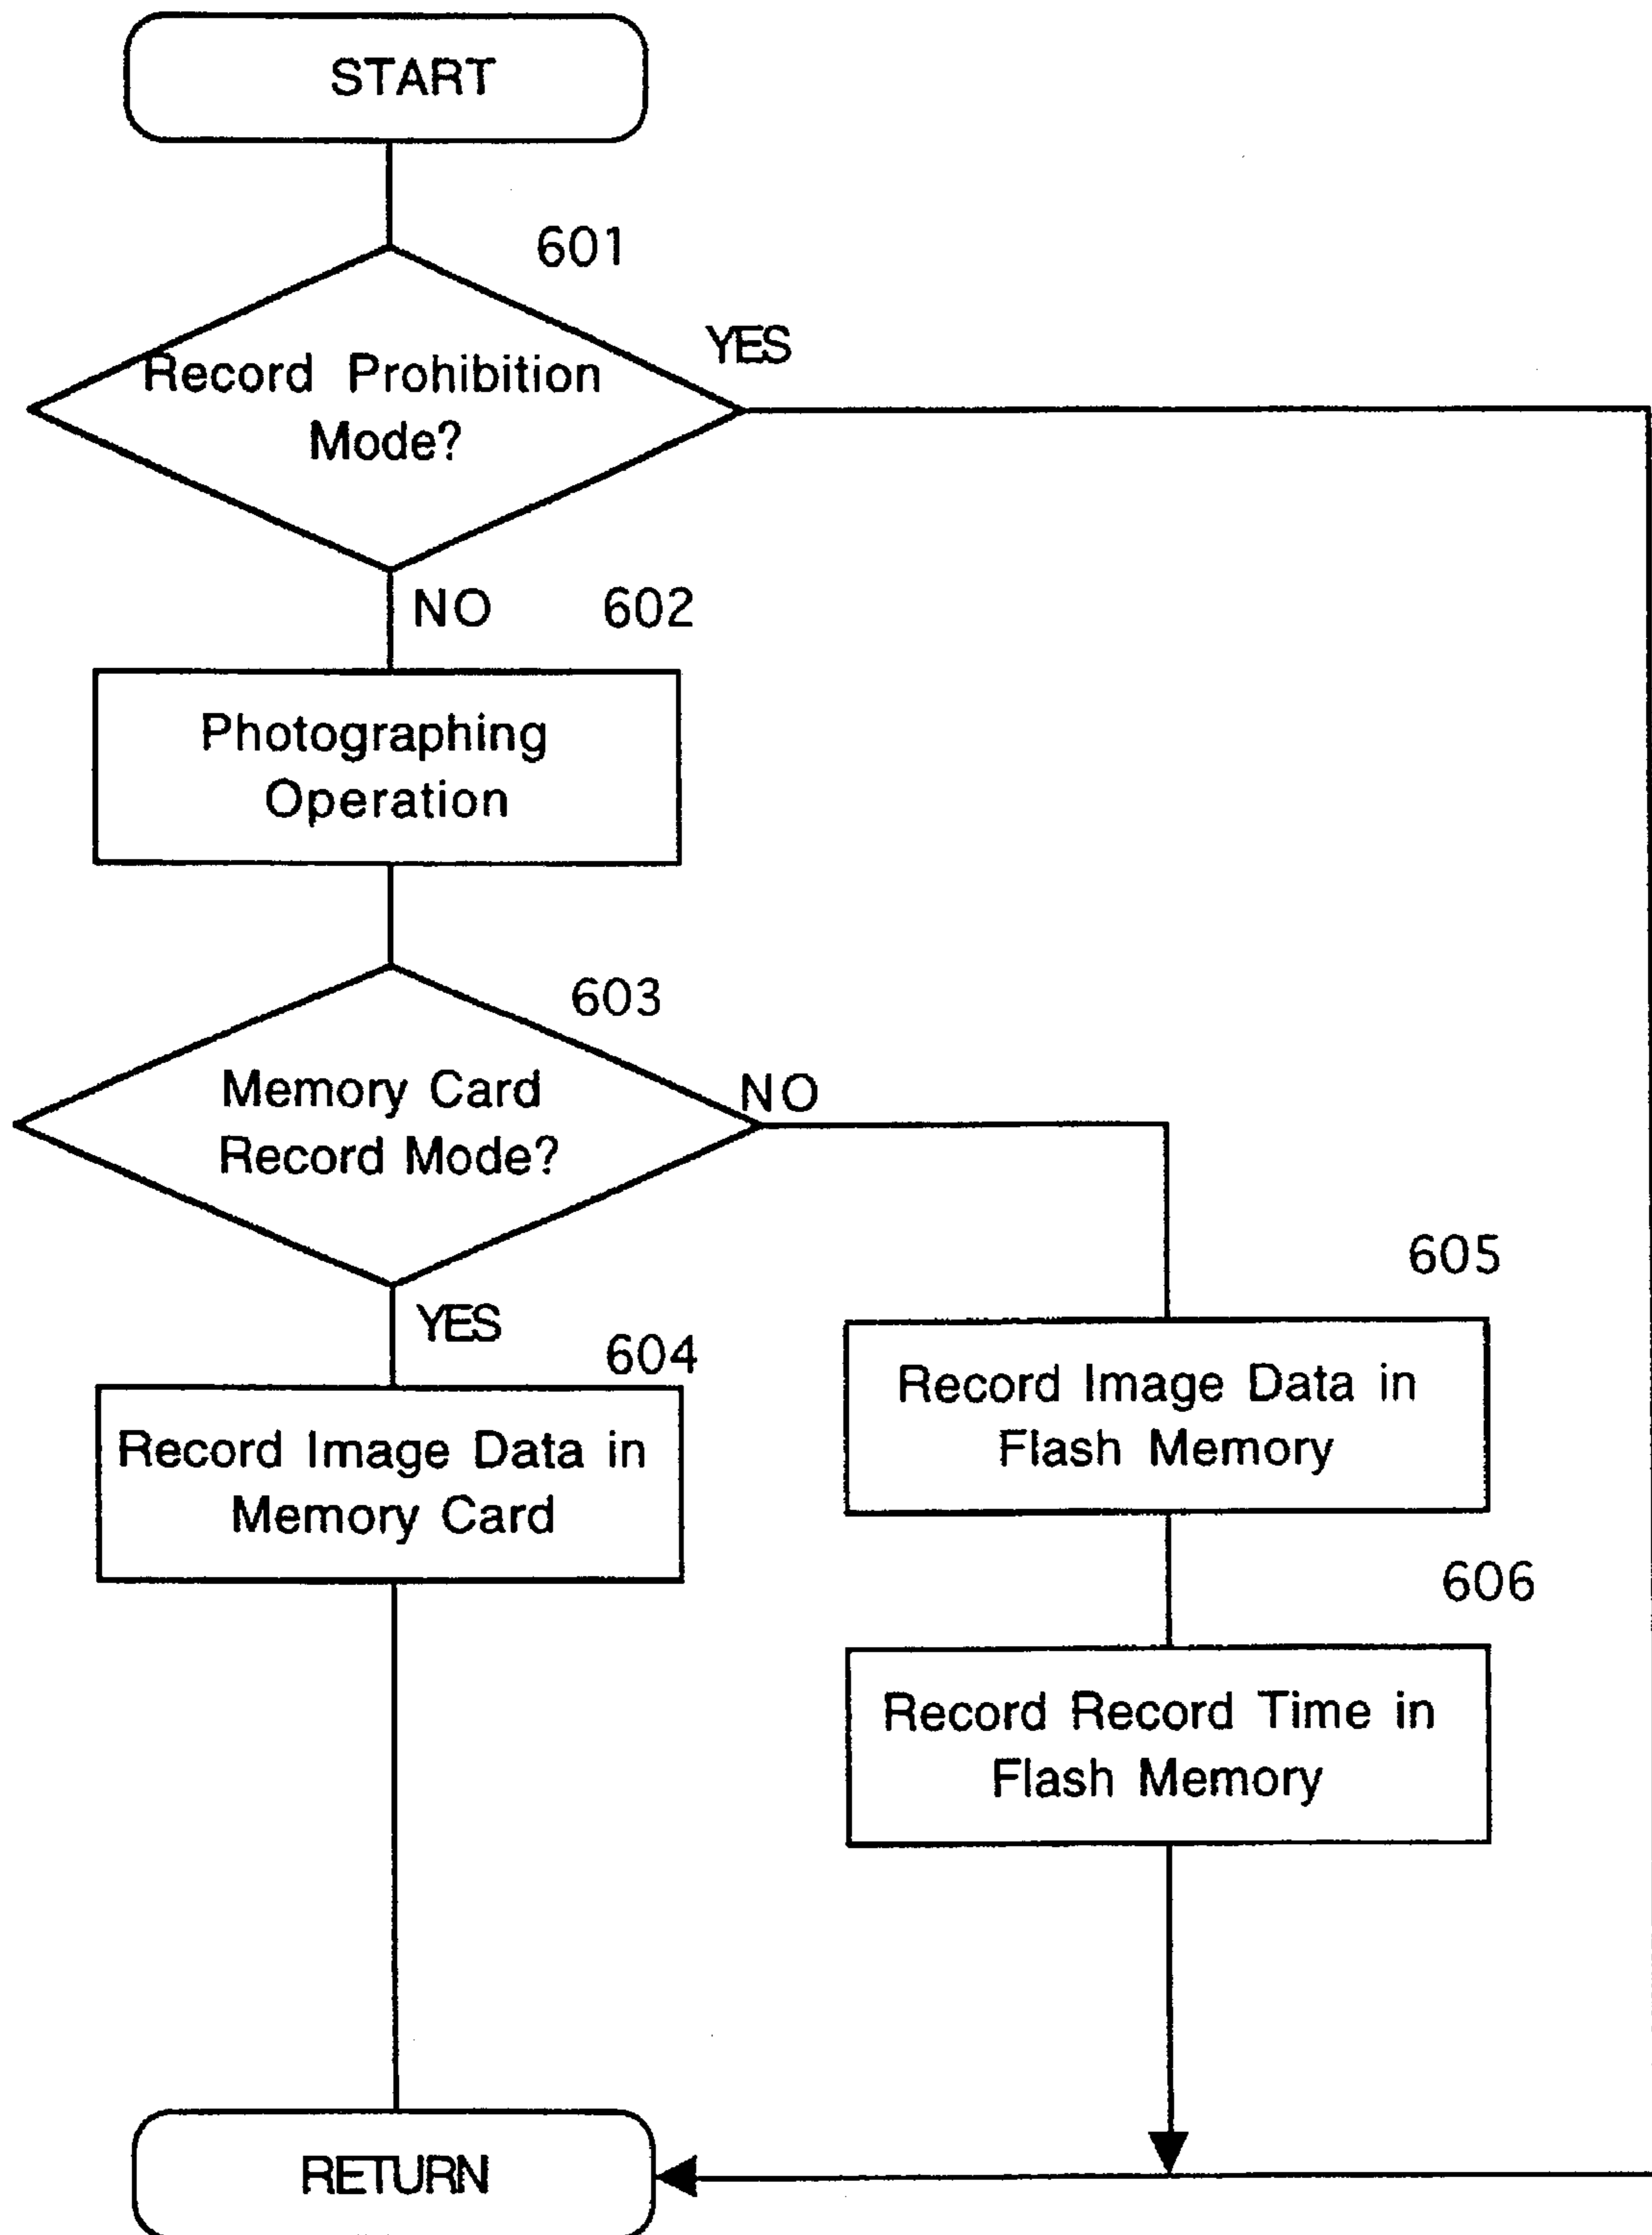 START
601
Record Prohibition
Mode?
YES
NO
602
Photographing
Operation
603
Memory Card
Record Mode?
NO
YES
604
Record Image Data in
Memory Card
605
Record Image Data in
Flash Memory
606
Record Record Time in
Flash Memory
RETURN